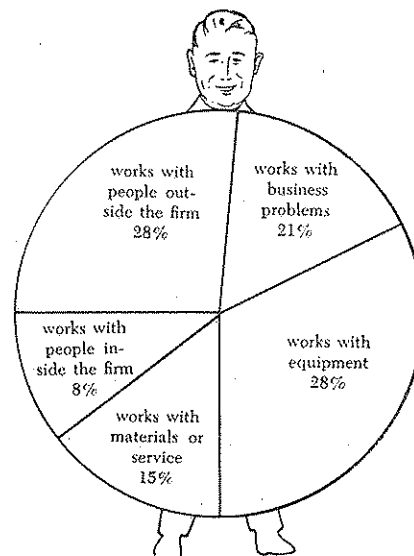 works with
people out-
side the firm
28%
works with
business
problems
21%
works with
equipment
28%
works with
materials or
service
15%
works with
people in-
side the firm
8%